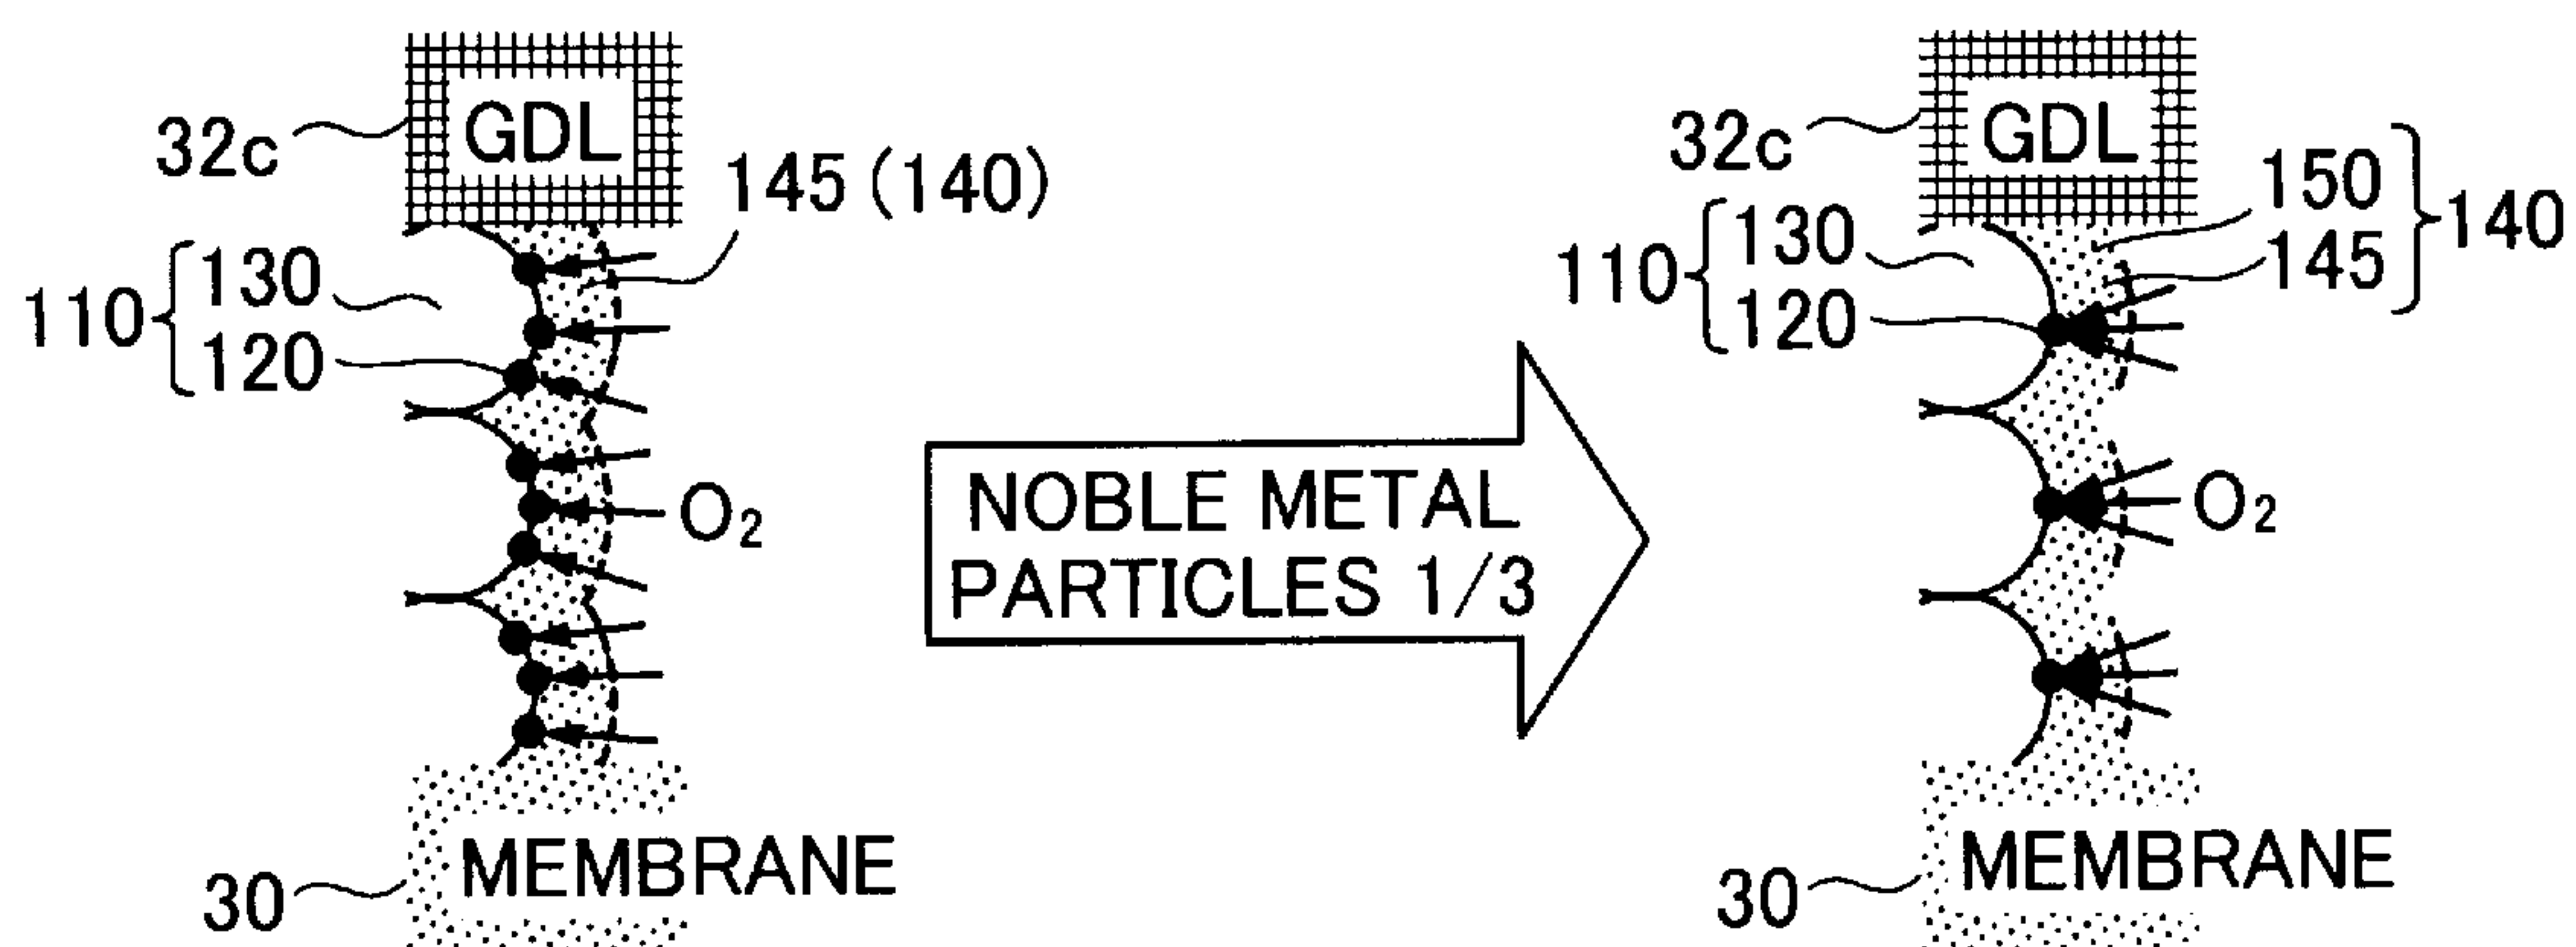 GDL
32c
145 (140)
110 { 130
120
O2
MEMBRANE
30
NOBLE METAL
PARTICLES 1/3
GDL
32c
150
145 } 140
110 { 130
120
O2
MEMBRANE
30